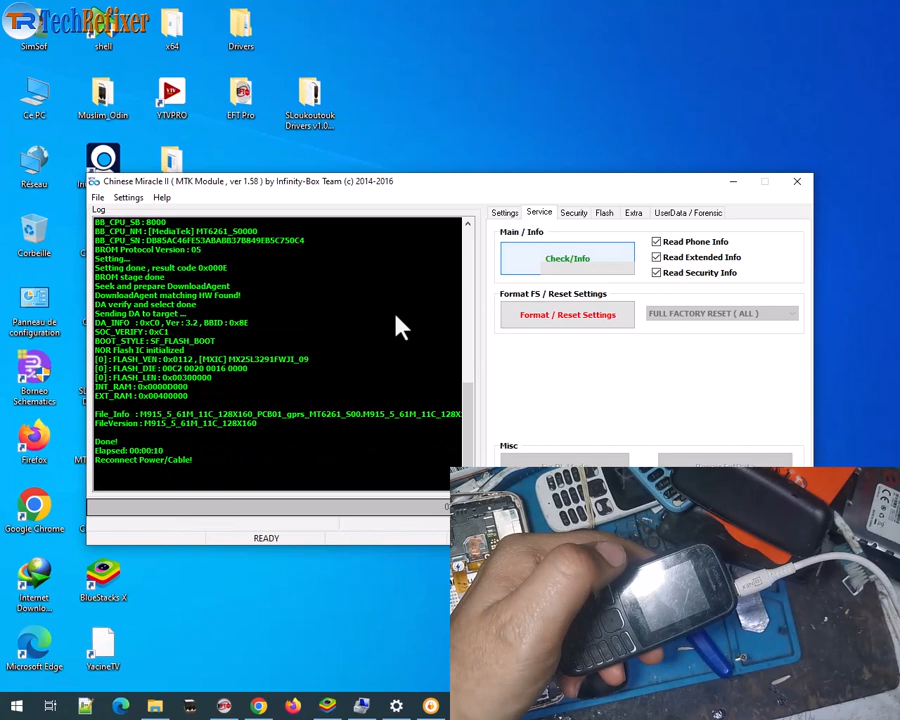 TR TechRefixer
SimSof
shell
x64
Drivers
Ce PC
Muslim_Odin
YTVPRO
EFT Pro
SLoukoutouk
Drivers v1.0...
Réseau
Corbeille
Panneau de
configuration
Borneo
Schematics
Firefox
Google Chrome
Internet
Downlo...
BlueStacks X
Microsoft Edge
YacineTV
Chinese Miracle II ( MTK Module , ver 1.58 ) by Infinity-Box Team (c) 2014-2016
File Settings Help
Log
BB_CPU_SB : 8000
BB_CPU_NM : [MediaTek] MT6261_S0000
BB_CPU_SN : DB85AC46FE53ABABB37B849EB5C750C4
BROM Protocol Version : 05
Setting...
Setting done , result code 0x000E
BROM stage done
Seek and prepare DownloadAgent
DownloadAgent matching HW Found!
DA verify and select done
Sending DA to target ...
DA_INFO : 0xC0 , Ver : 3.2 , BBID : 0x8E
SOC_VERIFY : 0xC1
BOOT_STYLE : SF_FLASH_BOOT
NOR Flash IC initialized
[0] : FLASH_VEN : 0x0112 , [MXIC] MX25L3291FWJI_09
[0] : FLASH_DIE : 00C2 0020 0016 0000
[0] : FLASH_LEN : 0x00300000
INT_RAM : 0x0000D000
EXT_RAM : 0x00400000
File_Info : M915_5_61M_11C_128X160_PCB01_gprs_MT6261_S00.M915_5_61M_11C_128X
FileVersion : M915_5_61M_11C_128X160
Done!
Elapsed: 00:00:10
Reconnect Power/Cable!
READY
Settings Service Security Flash Extra UserData / Forensic
Main / Info
Check/Info
Read Phone Info
Read Extended Info
Read Security Info
Format FS / Reset Settings
Format / Reset Settings
FULL FACTORY RESET ( ALL )
Misc